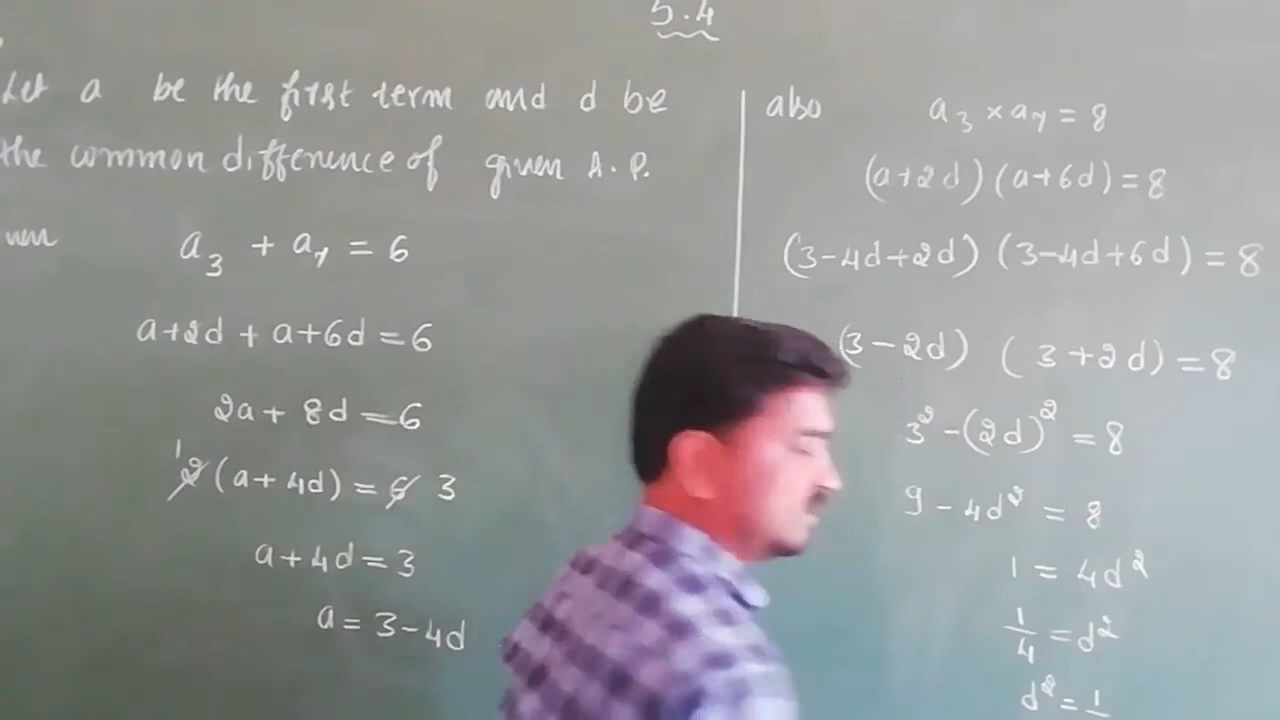 5.4
Let a be the first term and d be
the common difference of given A.P.
a₃ + a₇ = 6
a+2d + a+6d = 6
2a + 8d = 6
1 2(a+4d) = 6 3
a+4d = 3
a = 3-4d
also a₃ × a₇ = 8
(a+2d)(a+6d) = 8
(3-4d+2d) (3-4d+6d) = 8
(3-2d) (3+2d) = 8
3² - (2d)² = 8
9 - 4d² = 8
1 = 4d²
1/4 = d²
d² = 1